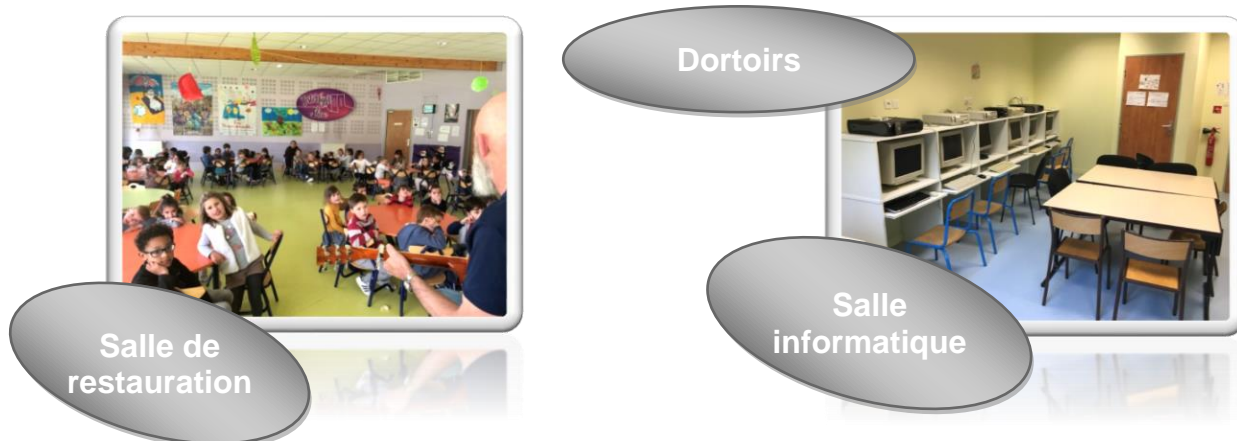 Dortoirs
Salle de
restauration
Salle
informatique